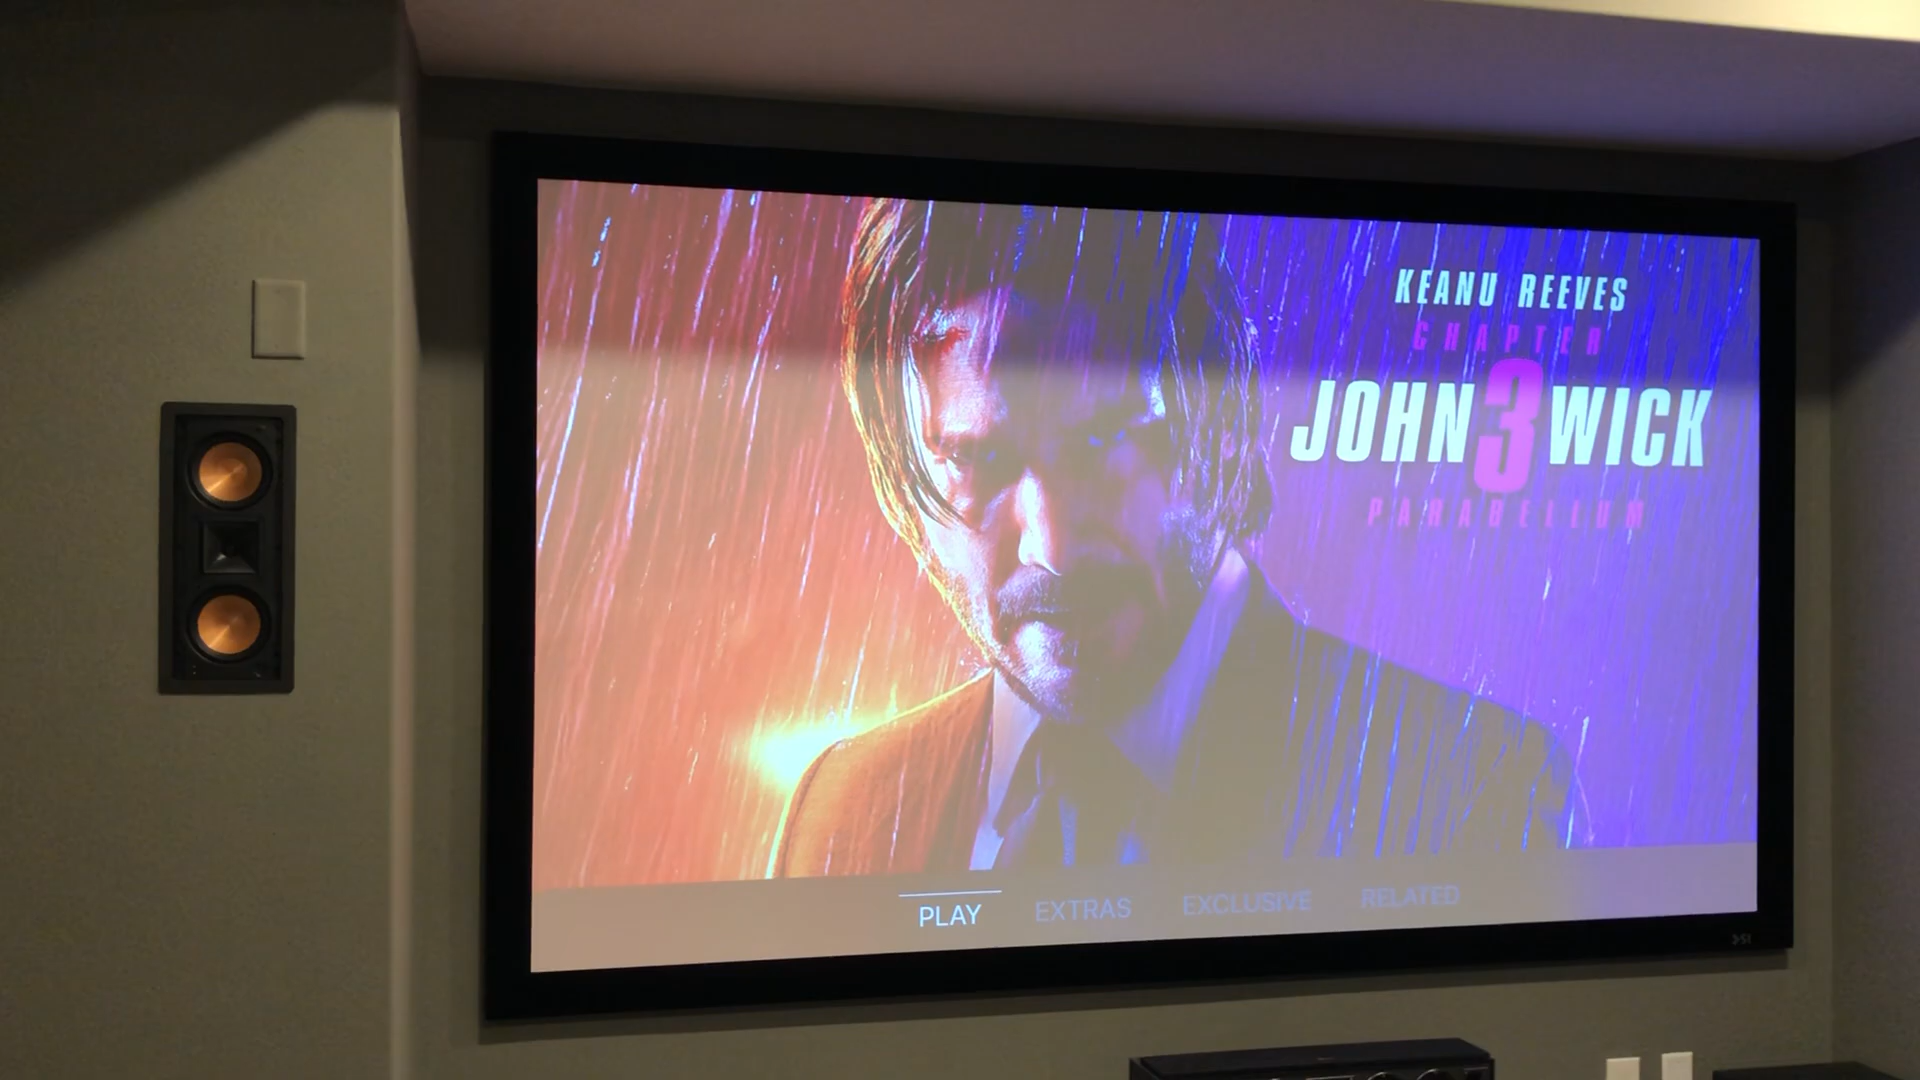 KEANU REEVES
CHAPTER
JOHN 3 WICK
PARABELLUM
PLAY EXTRAS EXCLUSIVE RELATED